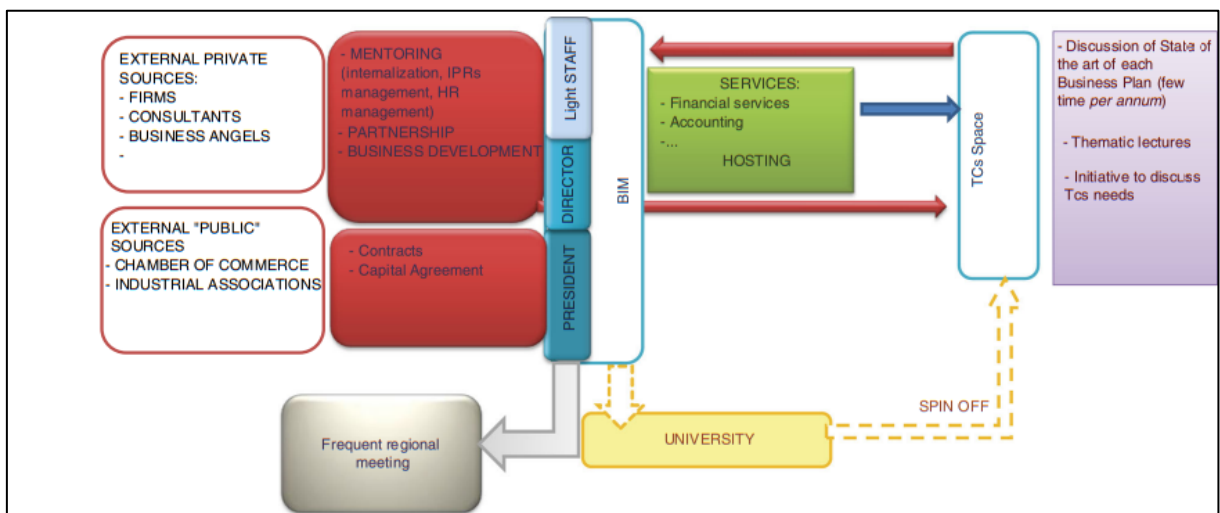 EXTERNAL PRIVATE
SOURCES:
- FIRMS
- CONSULTANTS
- BUSINESS ANGELS
-
EXTERNAL "PUBLIC"
SOURCES
- CHAMBER OF COMMERCE
- INDUSTRIAL ASSOCIATIONS
- MENTORING
(internalization, IPRs
management, HR
management)
- PARTNERSHIP
- BUSINESS DEVELOPMENT
- Contracts
- Capital Agreement
Light STAFF
DIRECTOR
PRESIDENT
BIM
SERVICES:
- Financial services
- Accounting
-...
HOSTING
TCs Space
- Discussion of State of
the art of each
Business Plan (few
time per annum)
- Thematic lectures
- Initiative to discuss
Tcs needs
Frequent regional
meeting
UNIVERSITY
SPIN OFF